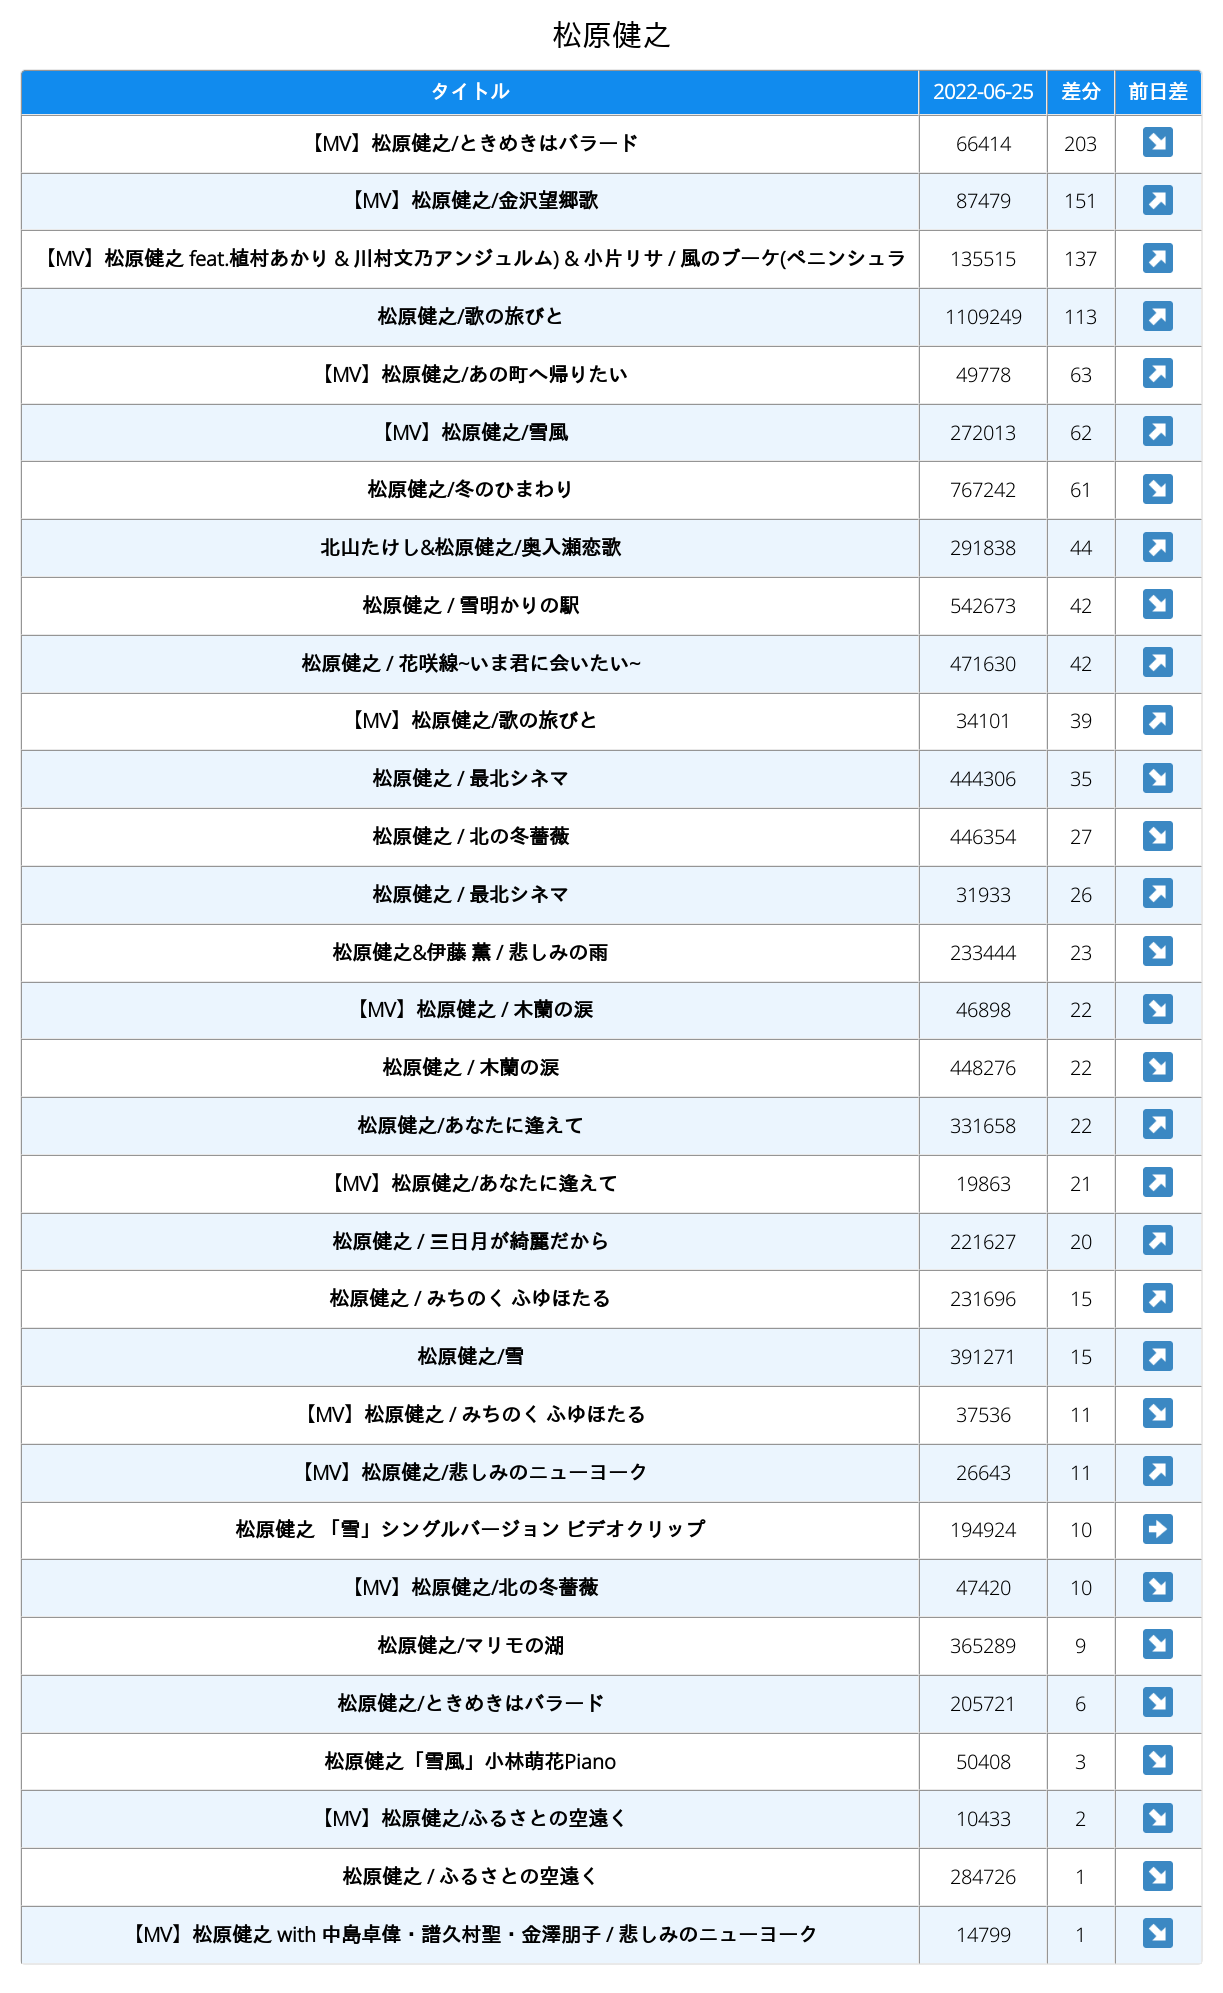 松原健之
タイトル 2022-06-25 差分 前日差
【MV】松原健之/ときめきはバラード 66414 203
【MV】松原健之/金沢望郷歌 87479 151
【MV】松原健之 feat.植村あかり & 川村文乃アンジュルム) & 小片リサ / 風のブーケ(ペニンシュラ 135515 137
松原健之/歌の旅びと 1109249 113
【MV】松原健之/あの町へ帰りたい 49778 63
【MV】松原健之/雪風 272013 62
松原健之/冬のひまわり 767242 61
北山たけし&松原健之/奥入瀬恋歌 291838 44
松原健之 / 雪明かりの駅 542673 42
松原健之 / 花咲線~いま君に会いたい~ 471630 42
【MV】松原健之/歌の旅びと 34101 39
松原健之 / 最北シネマ 444306 35
松原健之 / 北の冬薔薇 446354 27
松原健之 / 最北シネマ 31933 26
松原健之&伊藤 薫 / 悲しみの雨 233444 23
【MV】松原健之 / 木蘭の涙 46898 22
松原健之 / 木蘭の涙 448276 22
松原健之/あなたに逢えて 331658 22
【MV】松原健之/あなたに逢えて 19863 21
松原健之 / 三日月が綺麗だから 221627 20
松原健之 / みちのく ふゆほたる 231696 15
松原健之/雪 391271 15
【MV】松原健之 / みちのく ふゆほたる 37536 11
【MV】松原健之/悲しみのニューヨーク 26643 11
松原健之 「雪」シングルバージョン ビデオクリップ 194924 10
【MV】松原健之/北の冬薔薇 47420 10
松原健之/マリモの湖 365289 9
松原健之/ときめきはバラード 205721 6
松原健之「雪風」小林萌花Piano 50408 3
【MV】松原健之/ふるさとの空遠く 10433 2
松原健之 / ふるさとの空遠く 284726 1
【MV】松原健之 with 中島卓偉・譜久村聖・金澤朋子 / 悲しみのニューヨーク 14799 1